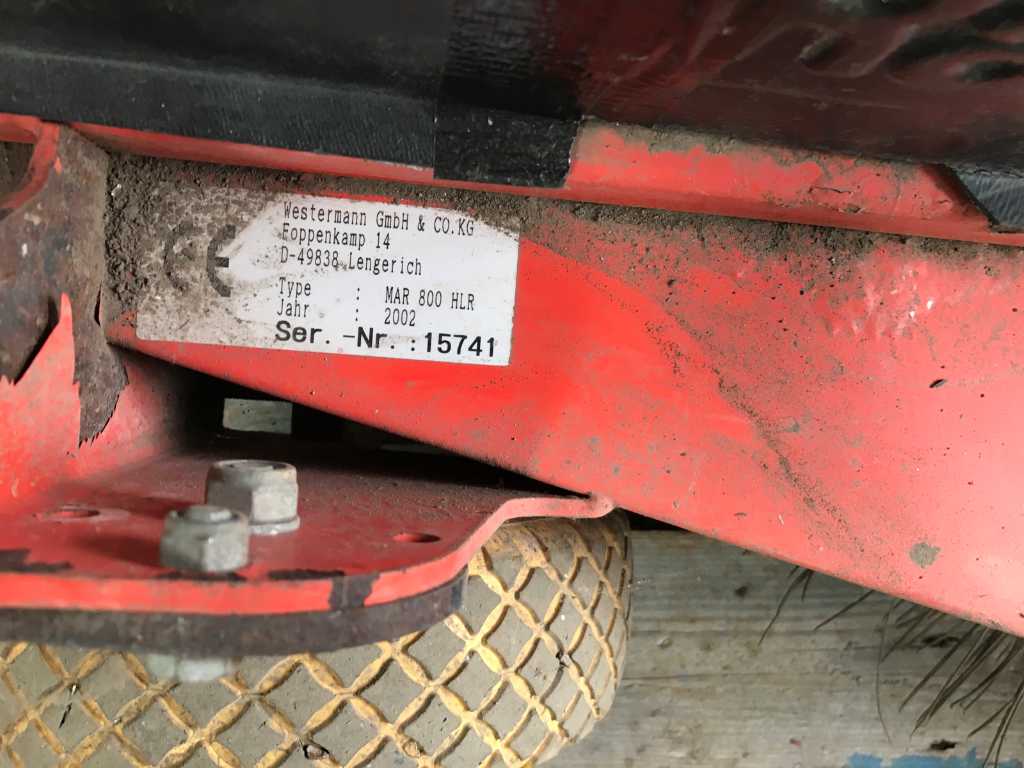 CE
Westermann GmbH & CO.KG
Foppenkamp 14
D-49838 Lengerich
Type : MAR 800 HLR
Jahr : 2002
Ser.-Nr.:15741